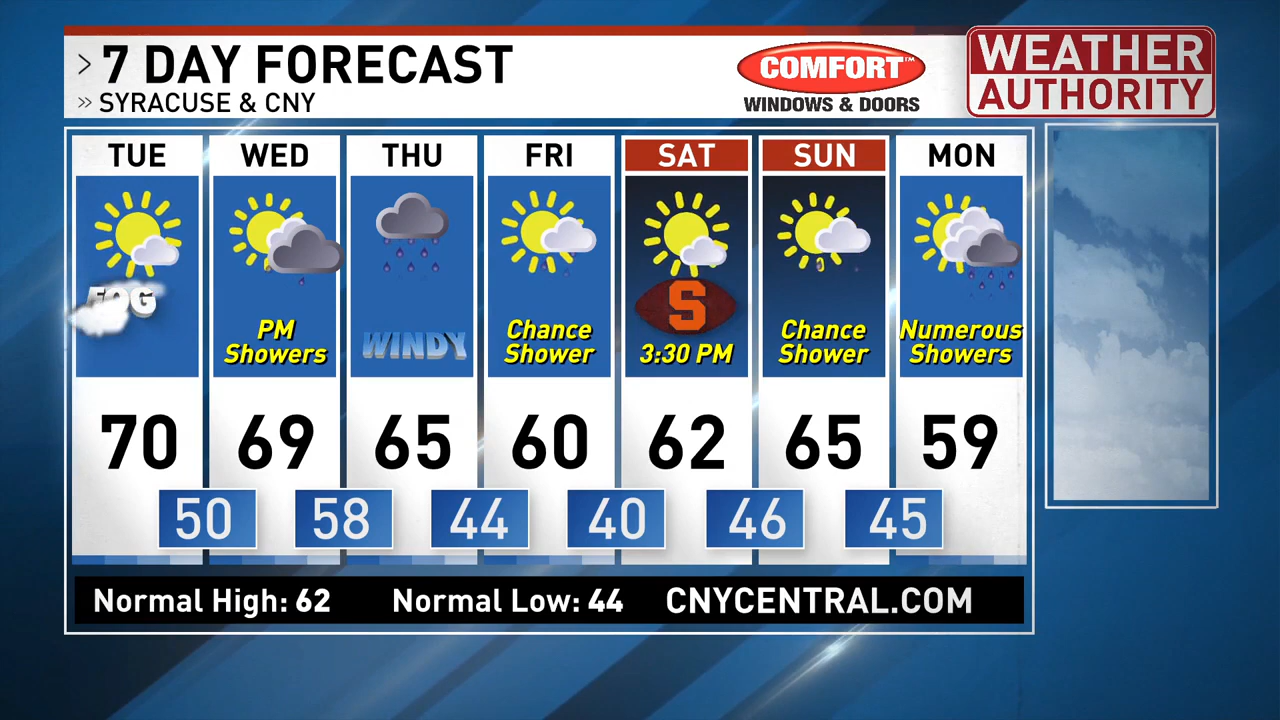 > 7 DAY FORECAST
» SYRACUSE & CNY
COMFORT™
WINDOWS & DOORS
WEATHER
AUTHORITY
TUE WED THU FRI SAT SUN MON
FOG
WINDY
S
PM
Showers
Chance
Shower
3:30 PM
Chance
Shower
Numerous
Showers
70 69 65 60 62 65 59
50 58 44 40 46 45
Normal High: 62 Normal Low: 44 CNYCENTRAL.COM